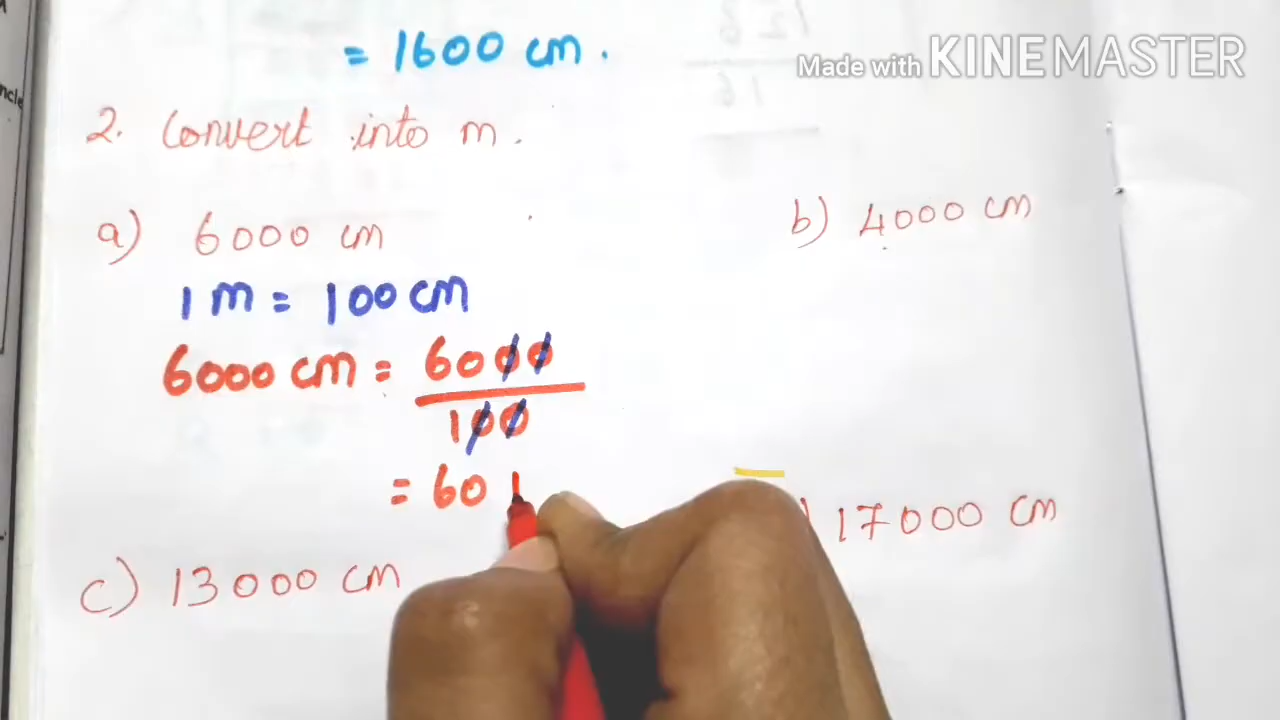 = 1600 cm.
Made with KINEMASTER
2. Convert into m.
a) 6000 cm
b) 4000 cm
1 m = 100 cm
6000 cm = 6000
100
= 60
) 17000 cm
c) 13000 cm